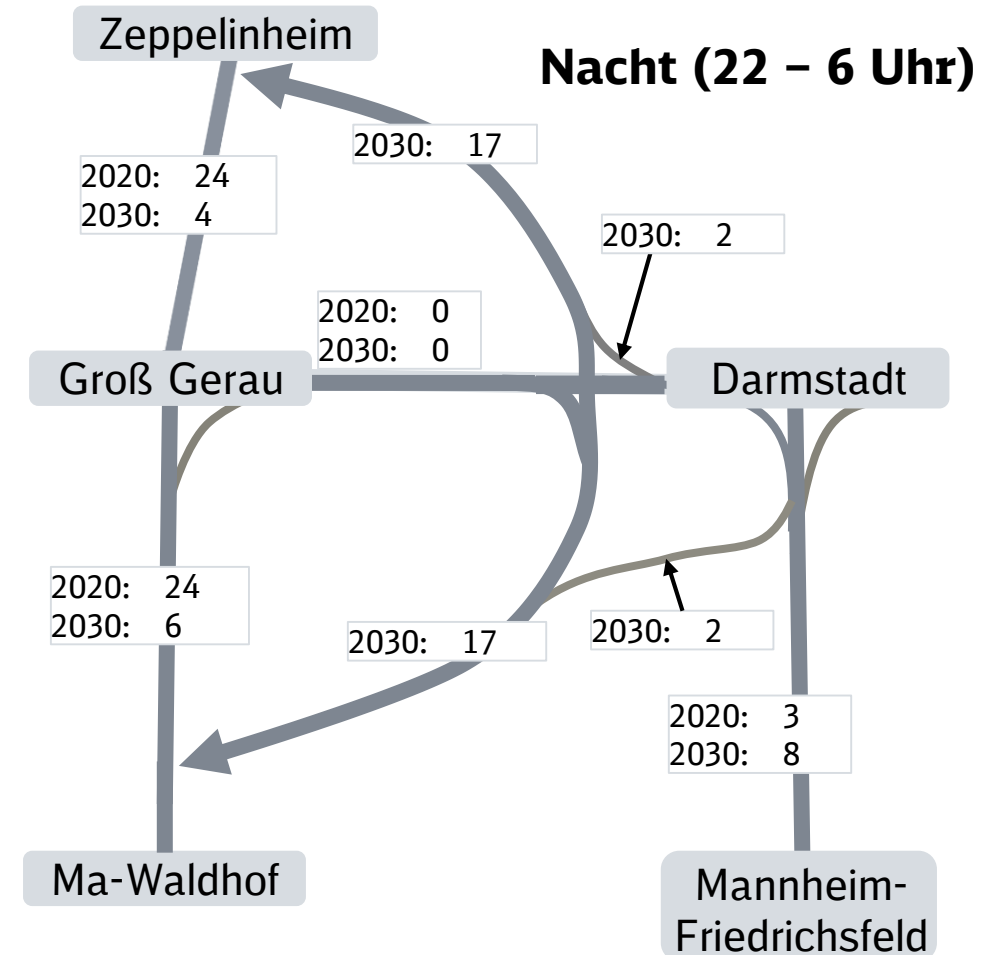 Zeppelinheim
Nacht (22 – 6 Uhr)
2030: 17
2020: 24
2030: 4
2030: 2
2020: 0
2030: 0
Groß Gerau
Darmstadt
2020: 24
2030: 6
2030: 17
2030: 2
2020: 3
2030: 8
Ma-Waldhof
Mannheim-
Friedrichsfeld